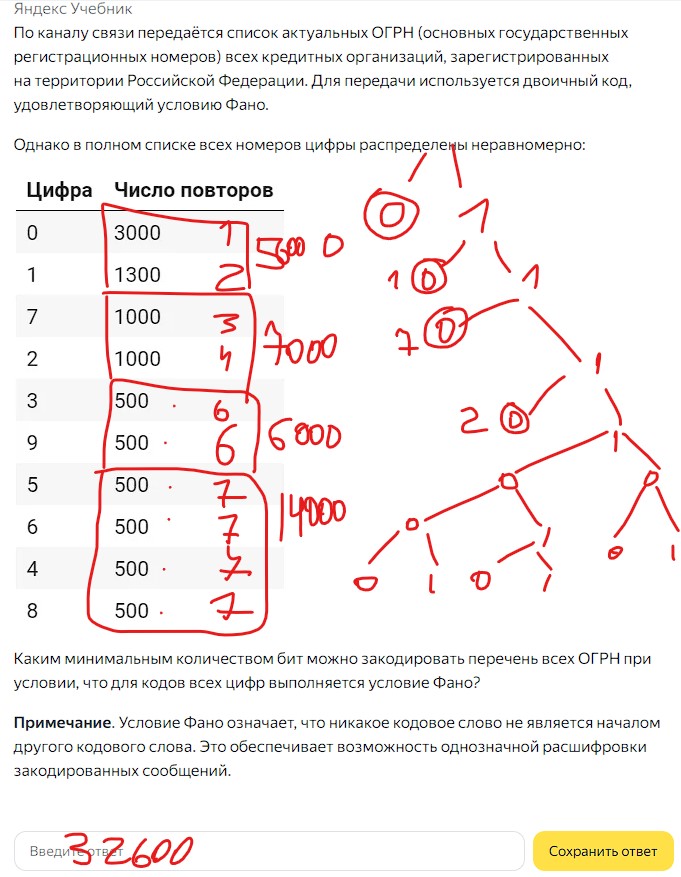 Яндекс Учебник
По каналу связи передаётся список актуальных ОГРН (основных государственных
регистрационных номеров) всех кредитных организаций, зарегистрированных
на территории Российской Федерации. Для передачи используется двоичный код,
удовлетворяющий условию Фано.
Однако в полном списке всех номеров цифры распределены неравномерно:
Цифра Число повторов
0 3000 1
1 1300 2
5600 0
7 1000 3
2 1000 4
7000
3 500 6
9 500 6
6000
5 500 7
6 500 7
4 500 7
8 500 7
14000
0 1
1 0 1
7 0
1
2 0 1
0 0
0 1 0 1
0 1 0 1
Каким минимальным количеством бит можно закодировать перечень всех ОГРН при
условии, что для кодов всех цифр выполняется условие Фано?
Примечание. Условие Фано означает, что никакое кодовое слово не является началом
другого кодового слова. Это обеспечивает возможность однозначной расшифровки
закодированных сообщений.
Введите ответ 32600 Сохранить ответ